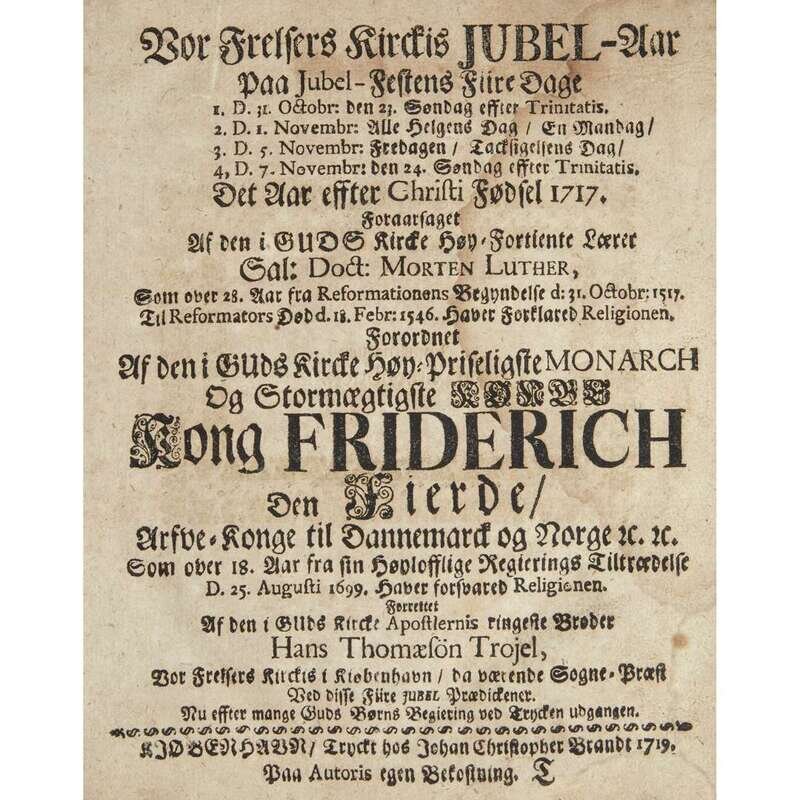 Vor Frelsers Kirckis JUBEL-Aar
Paa Jubel-Festens Fiire Dage
1. D. 31. Octobr: den 23. Søndag effter Trinitatis.
2. D. 1. Novembr: Alle Helgens Dag / En Mandag/
3. D. 5. Novembr: Fredagen / Tacksigelsens Dag/
4, D. 7. Novembr: den 24. Søndag effter Trinitatis.
Det Aar effter Christi Fødsel 1717.
Foraarsaget
Af den i GUDS Kircke Høy-Fortiente Lærer
Sal: Doct: MORTEN LUTHER,
Som over 28. Aar fra Reformationens Begyndelse d: 31. Octobr: 1517.
Til Reformators Død d. 18. Febr: 1546. Haver Forklared Religionen.
Forordnet
Af den i GUds Kircke Høy-Priseligste MONARCH
Og Stormægtigste KONGE
Kong FRIDERICH
Den Fierde/
Arfve-Konge til Dannemarck og Norge ꝛc. ꝛc.
Som over 18. Aar fra sin Høylofflige Regierings Tiltrædelse
D. 25. Augusti 1699. Haver forsvared Religionen.
Forrettet
Af den i GUds Kircke Apostlernis ringeste Broder
Hans Thomæsön Trojel,
Vor Frelsers Kirckis i Kiøbenhavn / da værende Sogne-Præst
Ved disse Fiire JUBEL Prædickener.
Nu effter mange Guds Børns Begiering ved Trycken udgangen.
KJØBENHAVN/ Tryckt hos Johan Christopher Brandt 1719.
Paa Autoris egen Bekostning. T